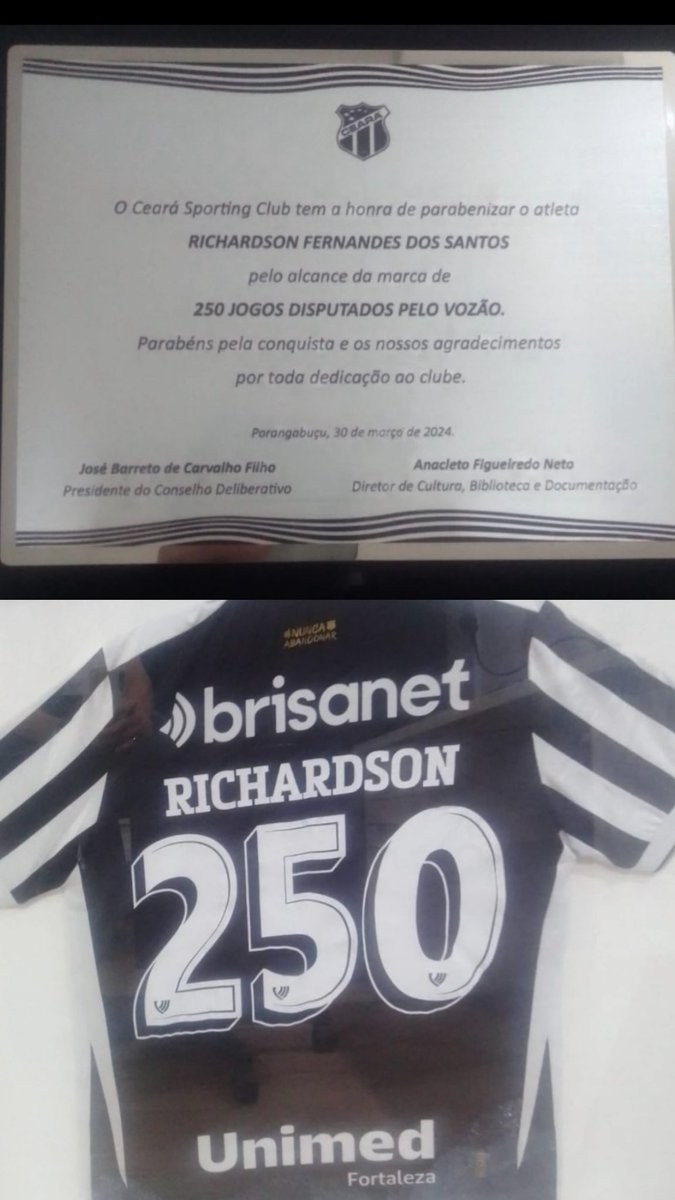 CEARÁ
O Ceará Sporting Club tem a honra de parabenizar o atleta
RICHARDSON FERNANDES DOS SANTOS
pelo alcance da marca de
250 JOGOS DISPUTADOS PELO VOZÃO.
Parabéns pela conquista e os nossos agradecimentos
por toda dedicação ao clube.
Porangabuçu, 30 de março de 2024.
José Barreto de Carvalho Filho
Presidente do Conselho Deliberativo
Anacleto Figueiredo Neto
Diretor de Cultura, Biblioteca e Documentação
#NUNCA
ABANDONAR
brisanet
RICHARDSON
250
Unimed
Fortaleza